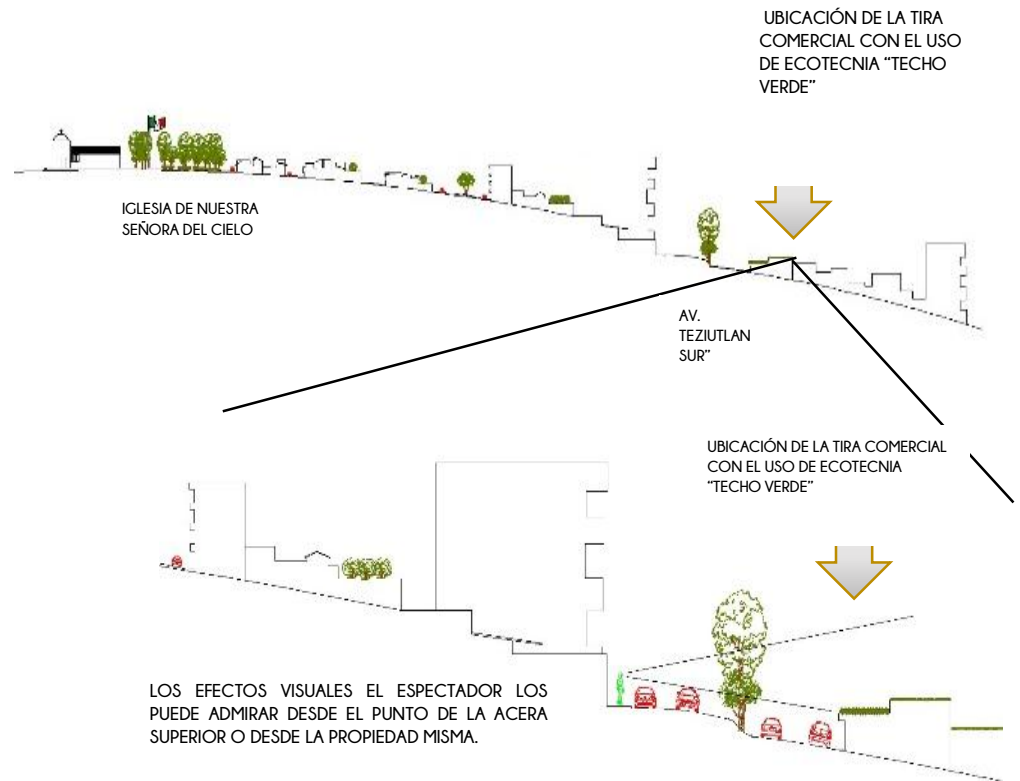 UBICACIÓN DE LA TIRA
COMERCIAL CON EL USO
DE ECOTECNIA “TECHO
VERDE”
IGLESIA DE NUESTRA
SEÑORA DEL CIELO
AV.
TEZIUTLAN
SUR”
UBICACIÓN DE LA TIRA COMERCIAL
CON EL USO DE ECOTECNIA
“TECHO VERDE”
LOS EFECTOS VISUALES EL ESPECTADOR LOS
PUEDE ADMIRAR DESDE EL PUNTO DE LA ACERA
SUPERIOR O DESDE LA PROPIEDAD MISMA.